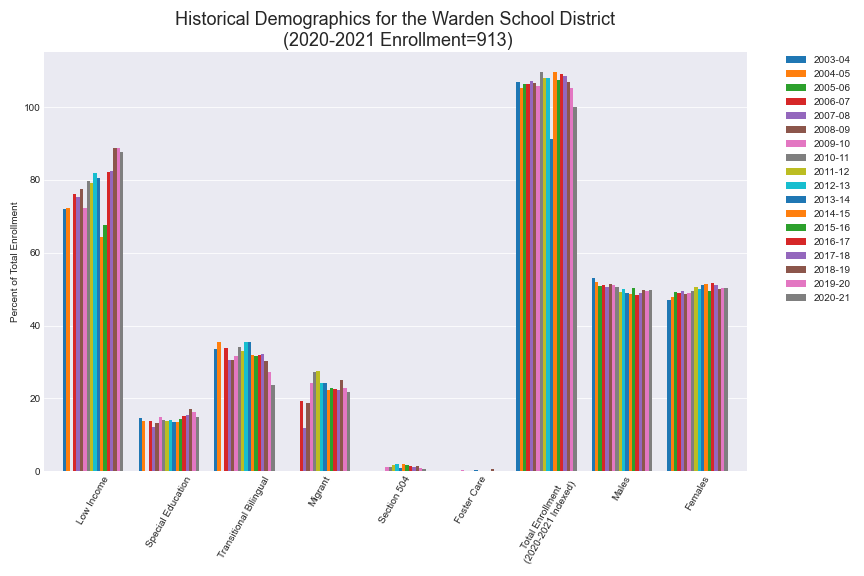 Historical Demographics for the Warden School District
(2020-2021 Enrollment=913)
Percent of Total Enrollment
100
80
60
40
20
0
Low Income
Special Education
Transitional Bilingual
Migrant
Section 504
Foster Care
Total Enrollment
(2020-2021 Indexed)
Males
Females
2003-04
2004-05
2005-06
2006-07
2007-08
2008-09
2009-10
2010-11
2011-12
2012-13
2013-14
2014-15
2015-16
2016-17
2017-18
2018-19
2019-20
2020-21